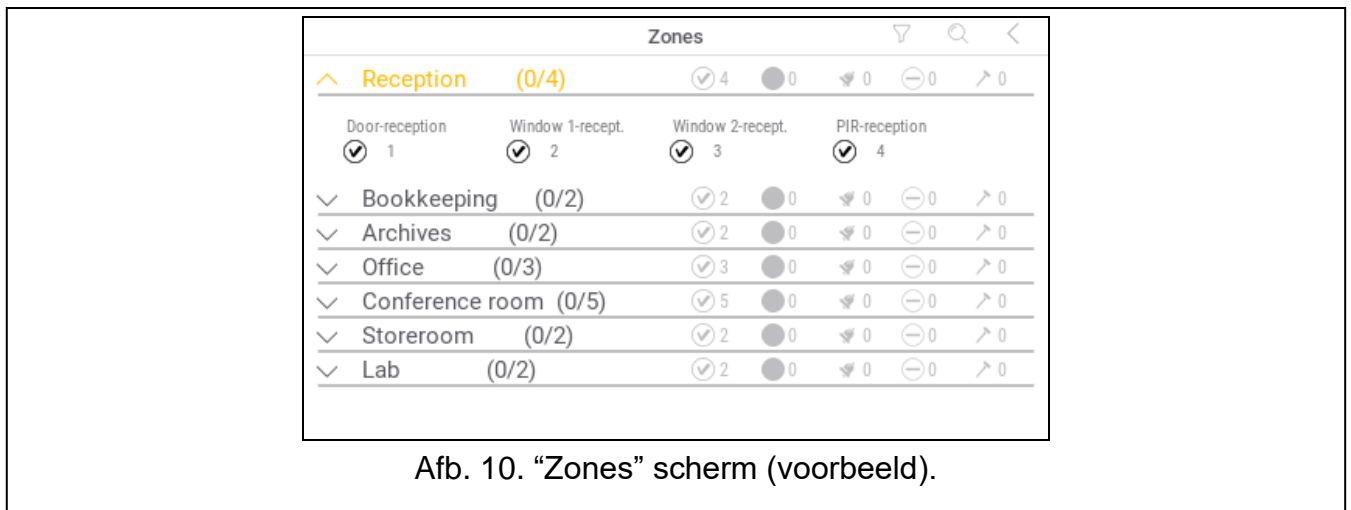 Zones
Reception (0/4) 4 0 0 0 0
Door-reception Window 1-recept. Window 2-recept. PIR-reception
1 2 3 4
Bookkeeping (0/2) 2 0 0 0 0
Archives (0/2) 2 0 0 0 0
Office (0/3) 3 0 0 0 0
Conference room (0/5) 5 0 0 0 0
Storeroom (0/2) 2 0 0 0 0
Lab (0/2) 2 0 0 0 0
Afb. 10. “Zones” scherm (voorbeeld).